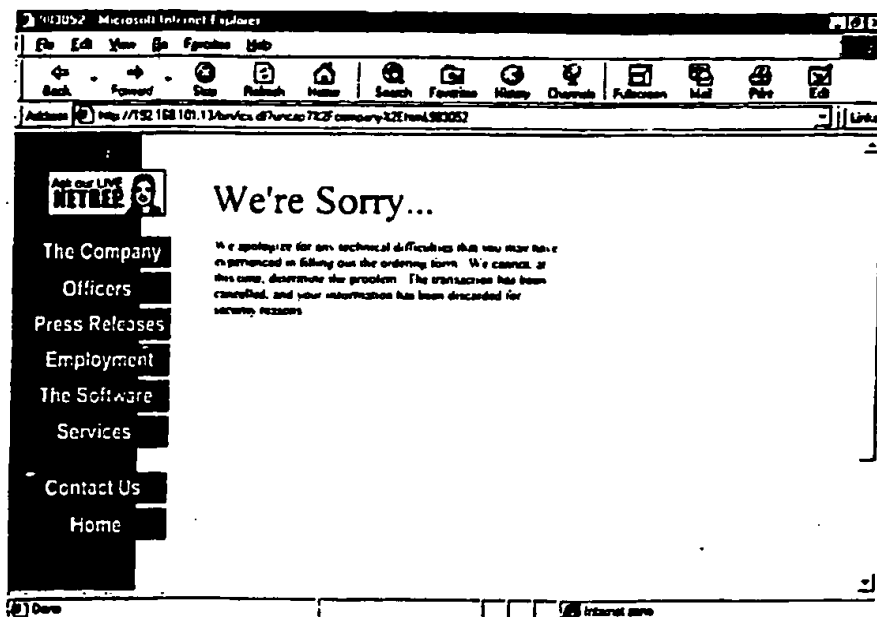 983052 Microsoft Internet Explorer
File Edit View Go Favorites Help
Back Forward Stop Refresh Home Search Favorites History Channels Fullscreen Mail Print Edit
Address Links
Ask our LIVE
NETREP
We're Sorry...
We apologize for any technical difficulties that you may have
experienced in filling out the ordering form. We cannot, at
this time, determine the problem. The transaction has been
cancelled, and your information has been discarded for
security reasons
The Company
Officers
Press Releases
Employment
The Software
Services
Contact Us
Home
Done Internet zone